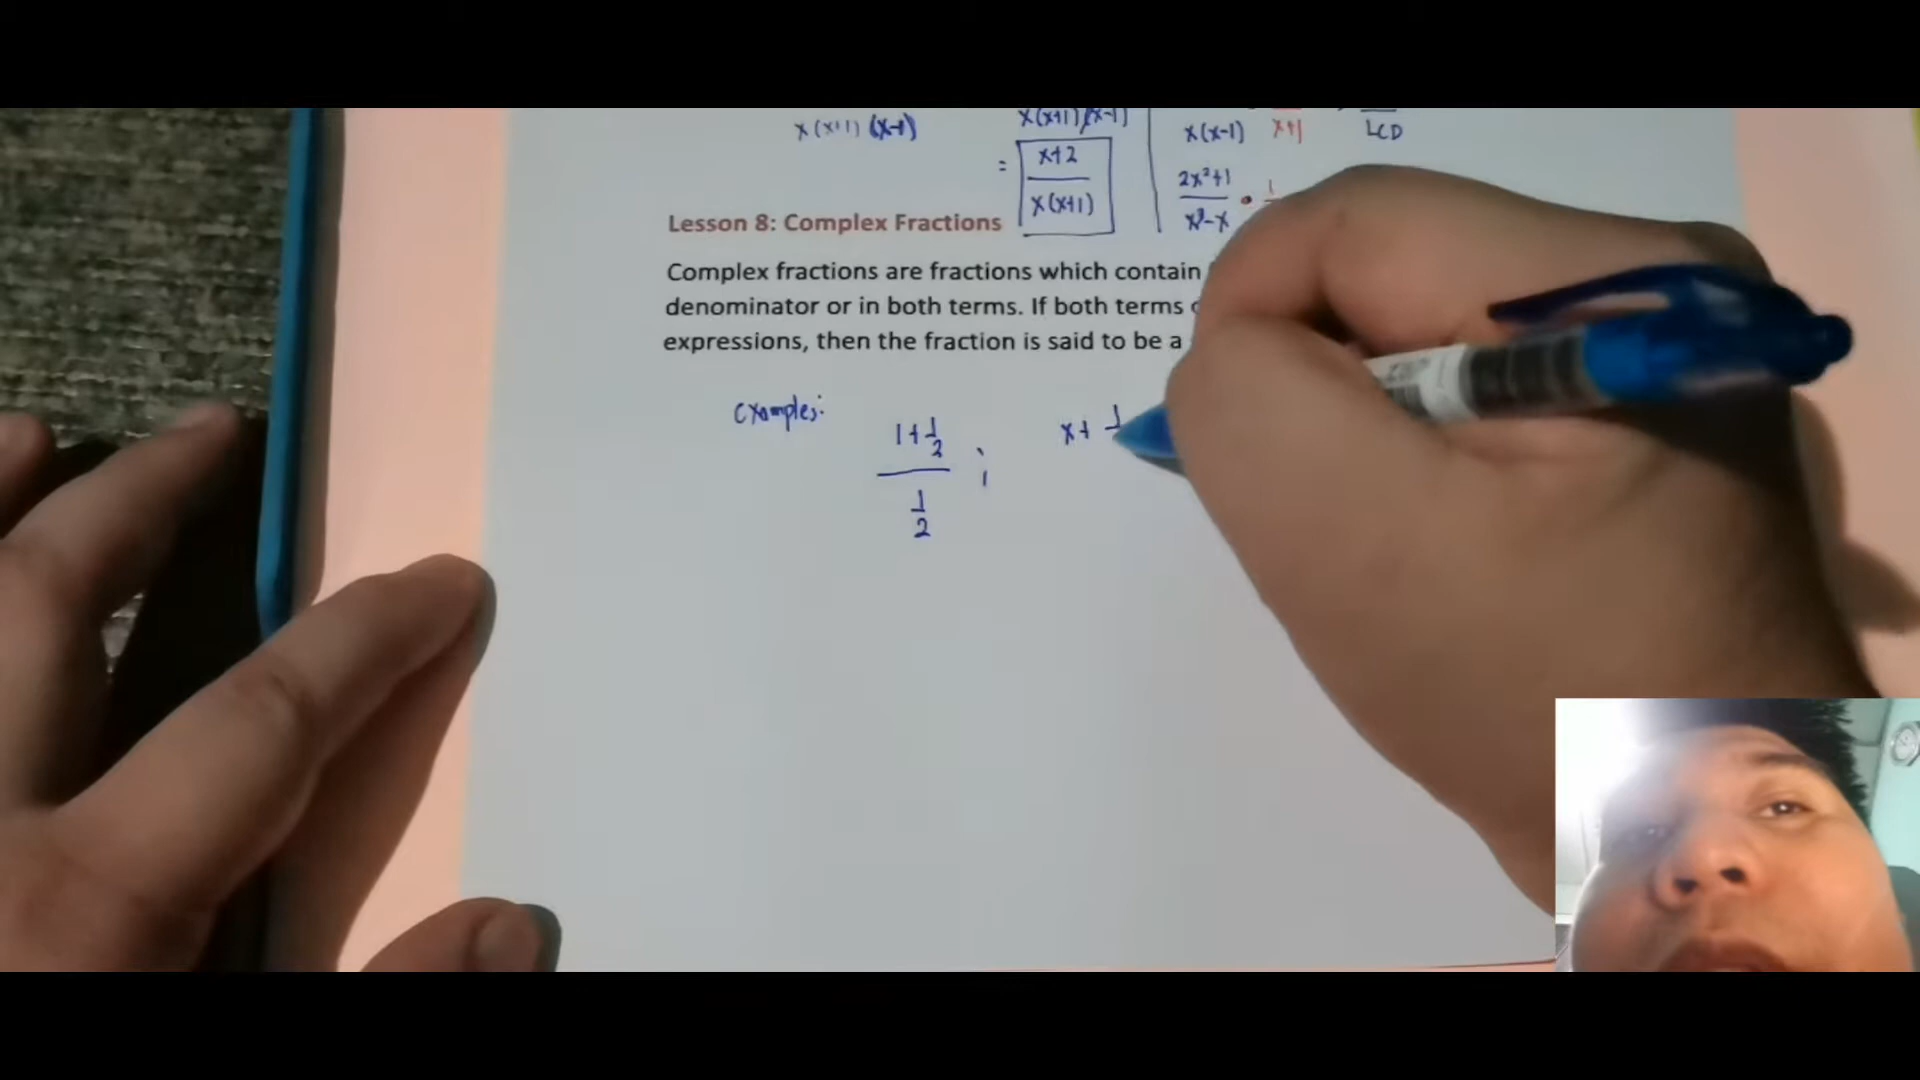 x(x+1)(x-1)
x(x+1)(x-1)
= x+2
x(x+1)
x(x-1) x+1
LCD
2x²+1 • 1
Lesson 8: Complex Fractions
Complex fractions are fractions which contain
denominator or in both terms. If both terms
expressions, then the fraction is said to be a
examples:
1+1/2 ; x+ 1
1/2